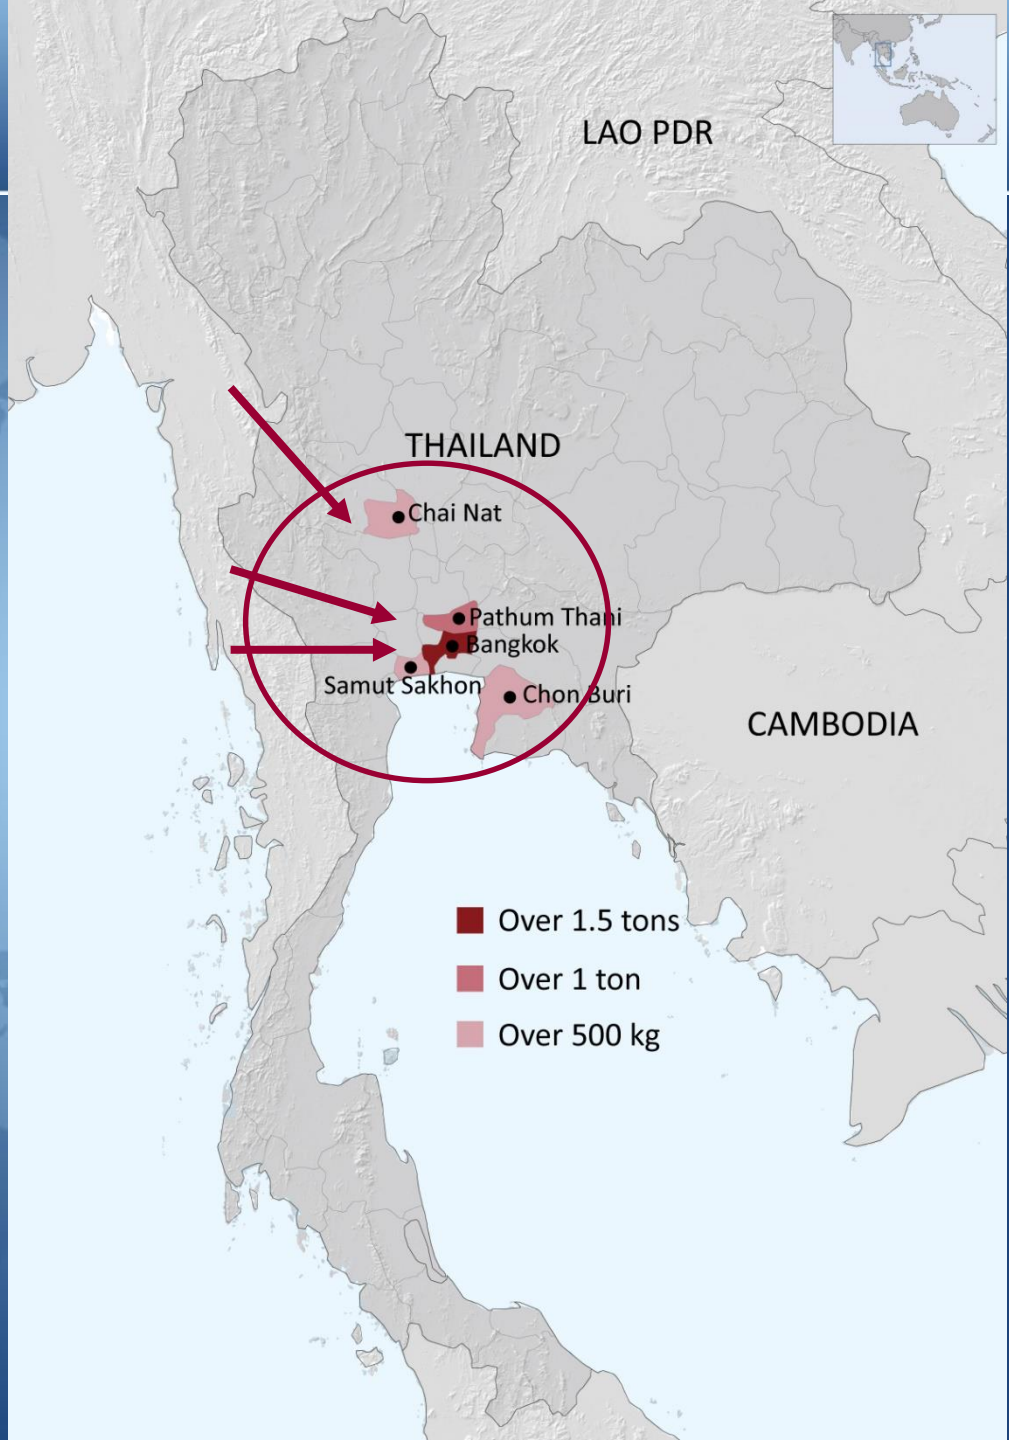 LAO PDR
THAILAND
Chai Nat
Pathum Thani
Bangkok
Samut Sakhon
Chon Buri
CAMBODIA
Over 1.5 tons
Over 1 ton
Over 500 kg